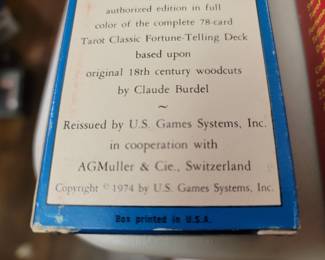 authorized edition in full
color of the complete 78-card
Tarot Classic Fortune-Telling Deck
based upon
original 18th century woodcuts
by Claude Burdel
~
Reissued by U.S. Games Systems, Inc.
in cooperation with
AGMuller & Cie., Switzerland
Copyright © 1974 by U.S. Games Systems, Inc.
Box printed in U.S.A.